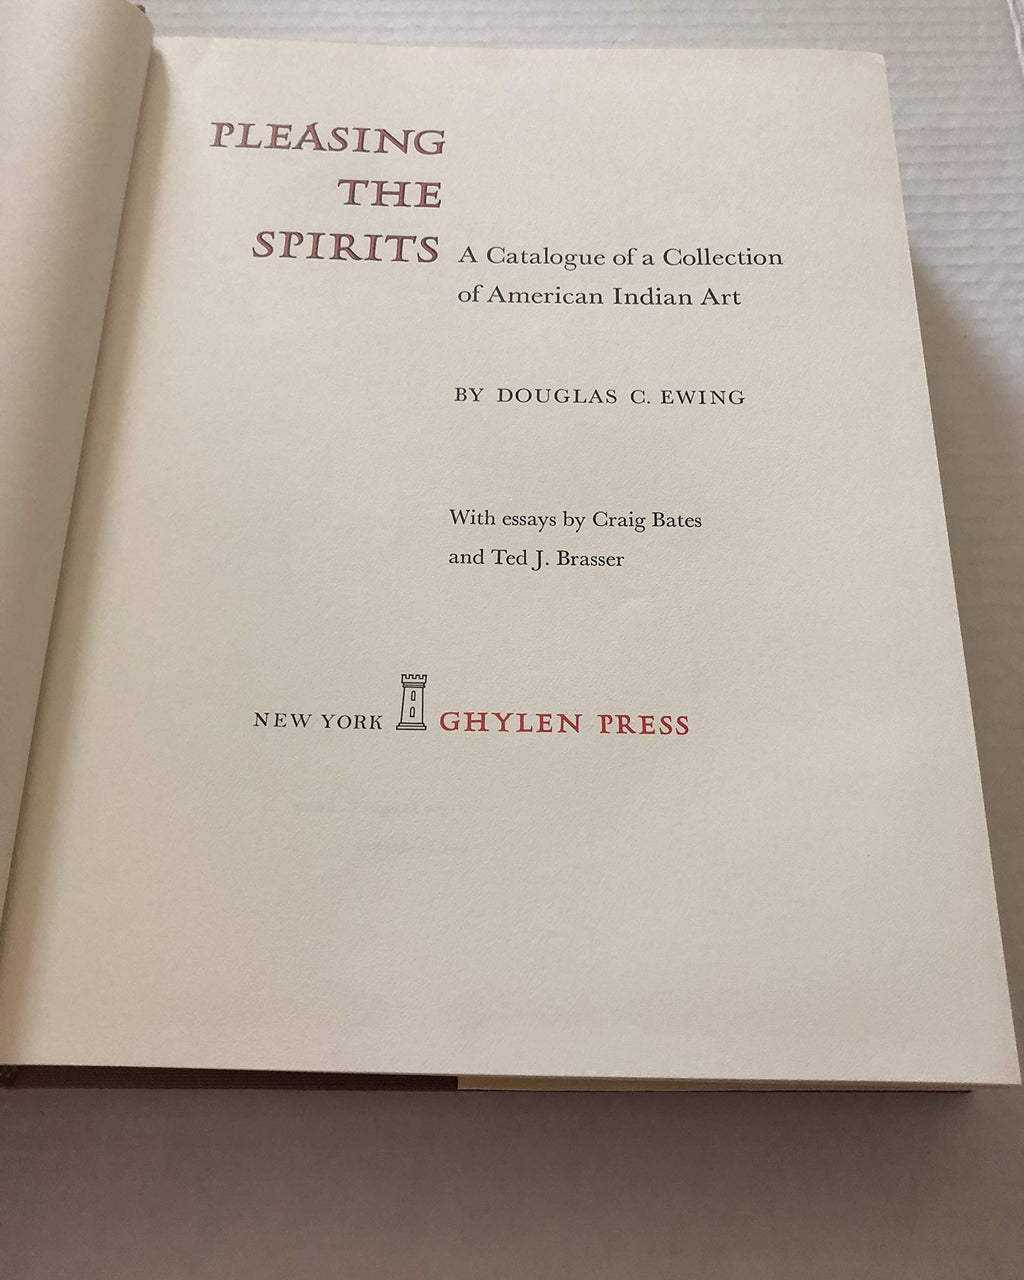 PLEASING
THE
SPIRITS
A Catalogue of a Collection
of American Indian Art
BY DOUGLAS C. EWING
With essays by Craig Bates
and Ted J. Brasser
NEW YORK GHYLEN PRESS